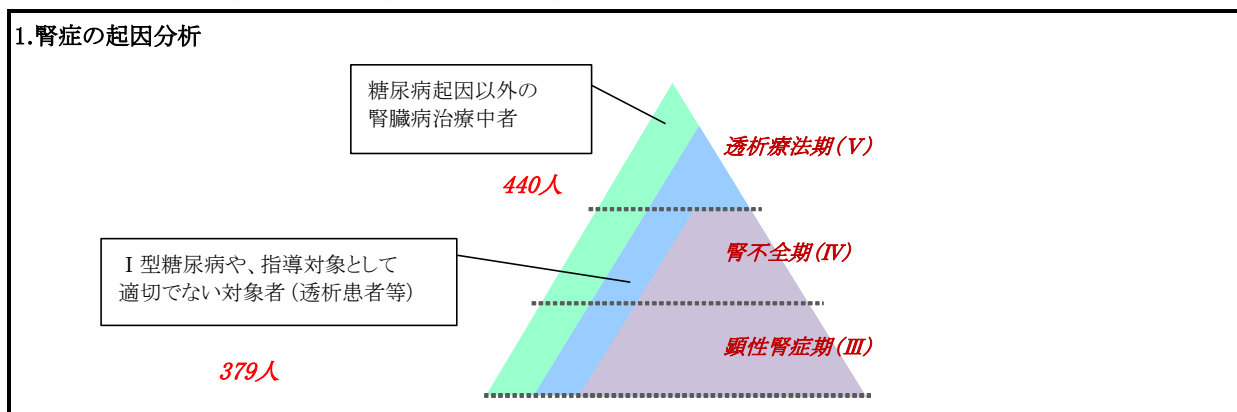 1.腎症の起因分析
糖尿病起因以外の
腎臓病治療中者
透析療法期(Ⅴ)
440人
腎不全期(Ⅳ)
Ⅰ型糖尿病や、指導対象として
適切でない対象者(透析患者等)
顕性腎症期(Ⅲ)
379人